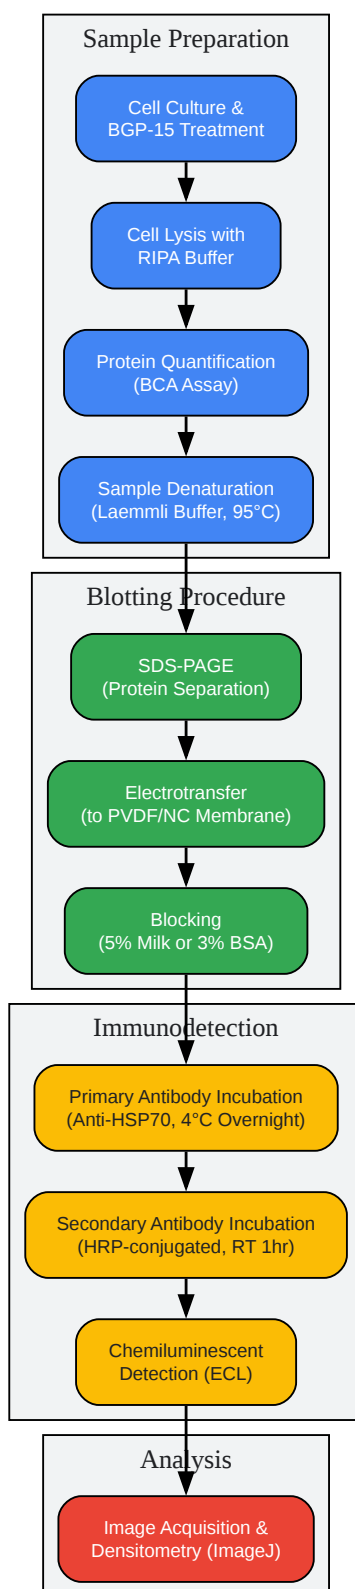 Sample Preparation
Cell Culture &
BGP-15 Treatment
Cell Lysis with
RIPA Buffer
Protein Quantification
(BCA Assay)
Sample Denaturation
(Laemmli Buffer, 95°C)
Blotting Procedure
SDS-PAGE
(Protein Separation)
Electrotransfer
(to PVDF/NC Membrane)
Blocking
(5% Milk or 3% BSA)
Immunodetection
Primary Antibody Incubation
(Anti-HSP70, 4°C Overnight)
Secondary Antibody Incubation
(HRP-conjugated, RT 1hr)
Chemiluminescent
Detection (ECL)
Analysis
Image Acquisition &
Densitometry (ImageJ)